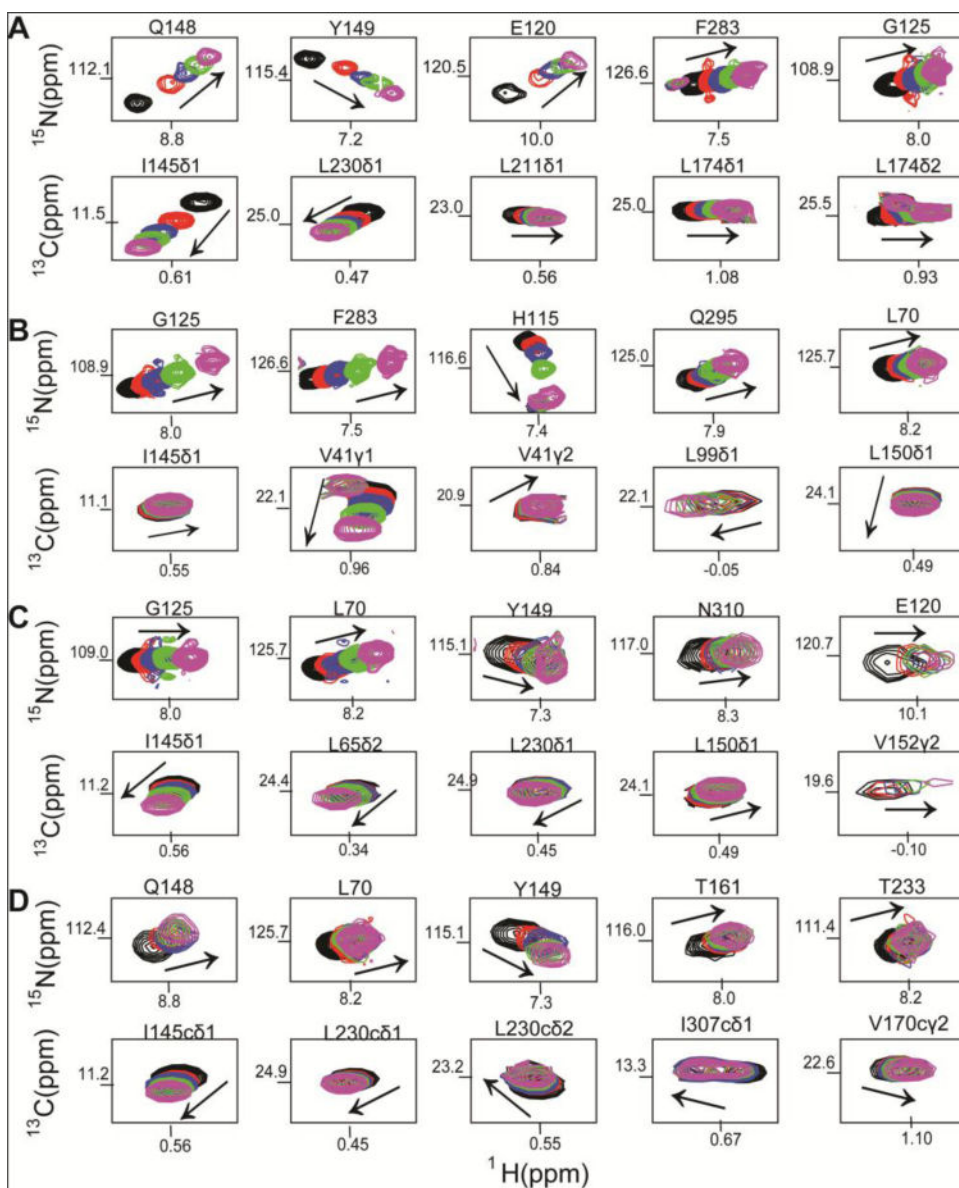 A
Q148 Y149 E120 F283 G125
¹⁵N(ppm)
112.1 115.4 120.5 126.6 108.9
8.8 7.2 10.0 7.5 8.0
I145δ1 L230δ1 L211δ1 L174δ1 L174δ2
¹³C(ppm)
11.5 25.0 23.0 25.0 25.5
0.61 0.47 0.56 1.08 0.93
B
G125 F283 H115 Q295 L70
¹⁵N(ppm)
108.9 126.6 116.6 125.0 125.7
8.0 7.5 7.4 7.9 8.2
I145δ1 V41γ1 V41γ2 L99δ1 L150δ1
¹³C(ppm)
11.1 22.1 20.9 22.1 24.1
0.55 0.96 0.84 -0.05 0.49
C
G125 L70 Y149 N310 E120
¹⁵N(ppm)
109.0 125.7 115.1 117.0 120.7
8.0 8.2 7.3 8.3 10.1
I145δ1 L65δ2 L230δ1 L150δ1 V152γ2
¹³C(ppm)
11.2 24.4 24.9 24.1 19.6
0.56 0.34 0.45 0.49 -0.10
D
Q148 L70 Y149 T161 T233
¹⁵N(ppm)
112.4 125.7 115.1 116.0 111.4
8.8 8.2 7.3 8.0 8.2
I145cδ1 L230cδ1 L230cδ2 I307cδ1 V170cγ2
¹³C(ppm)
11.2 24.9 23.2 13.3 22.6
0.56 0.45 0.55 0.67 1.10
¹H(ppm)